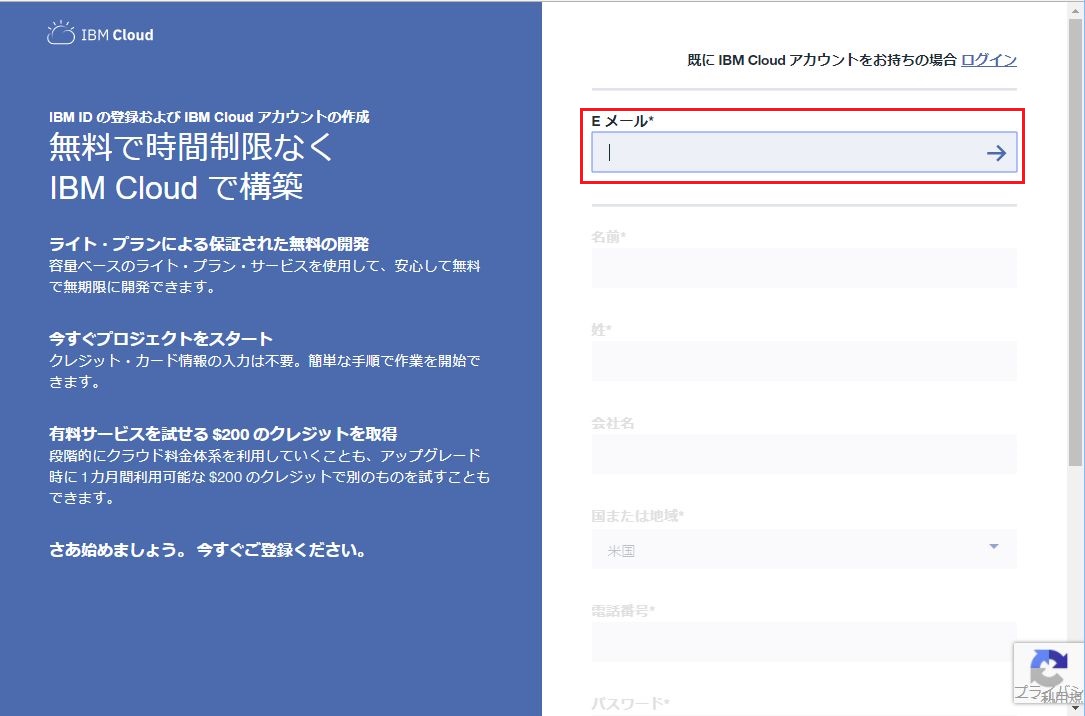 IBM Cloud
IBM ID の登録および IBM Cloud アカウントの作成
無料で時間制限なく
IBM Cloud で構築
ライト・プランによる保証された無料の開発
容量ベースのライト・プラン・サービスを使用して、安心して無料
で無期限に開発できます。
今すぐプロジェクトをスタート
クレジット・カード情報の入力は不要。簡単な手順で作業を開始で
きます。
有料サービスを試せる $200 のクレジットを取得
段階的にクラウド料金体系を利用していくことも、アップグレード
時に 1 カ月間利用可能な $200 のクレジットで別のものを試すことも
できます。
さあ始めましょう。 今すぐご登録ください。
既に IBM Cloud アカウントをお持ちの場合 ログイン
E メール*
名前*
姓*
会社名
国または地域*
米国
電話番号*
パスワード*
プライバシ
利用規